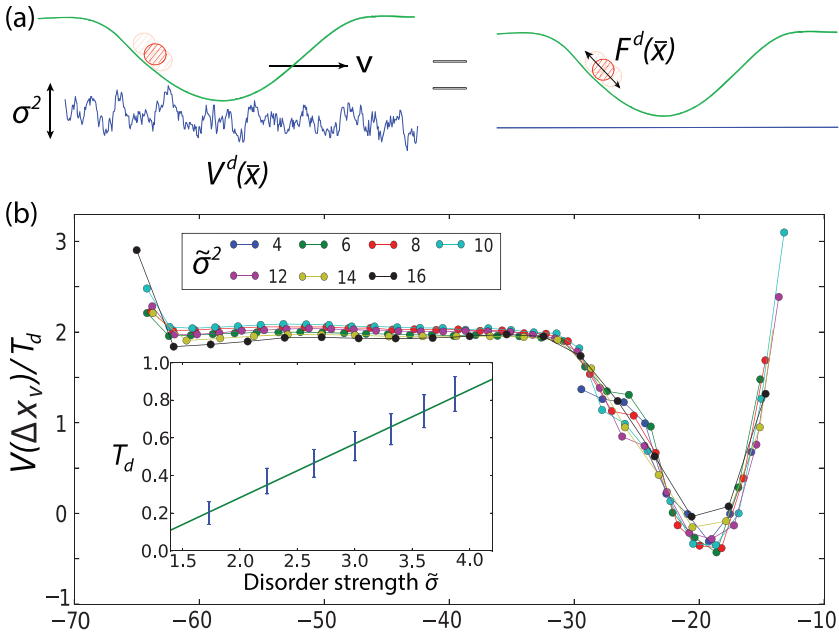 (a)
v
=
F^d(x̄)
σ²
V^d(x̄)
(b)
σ̃² 4 6 8 10
12 14 16
V(Δx_v)/T_d
3
2
1
0
−1
−70 −60 −50 −40 −30 −20 −10
T_d
1.0
0.8
0.6
0.4
0.2
0.0
1.5 2.0 2.5 3.0 3.5 4.0
Disorder strength σ̃